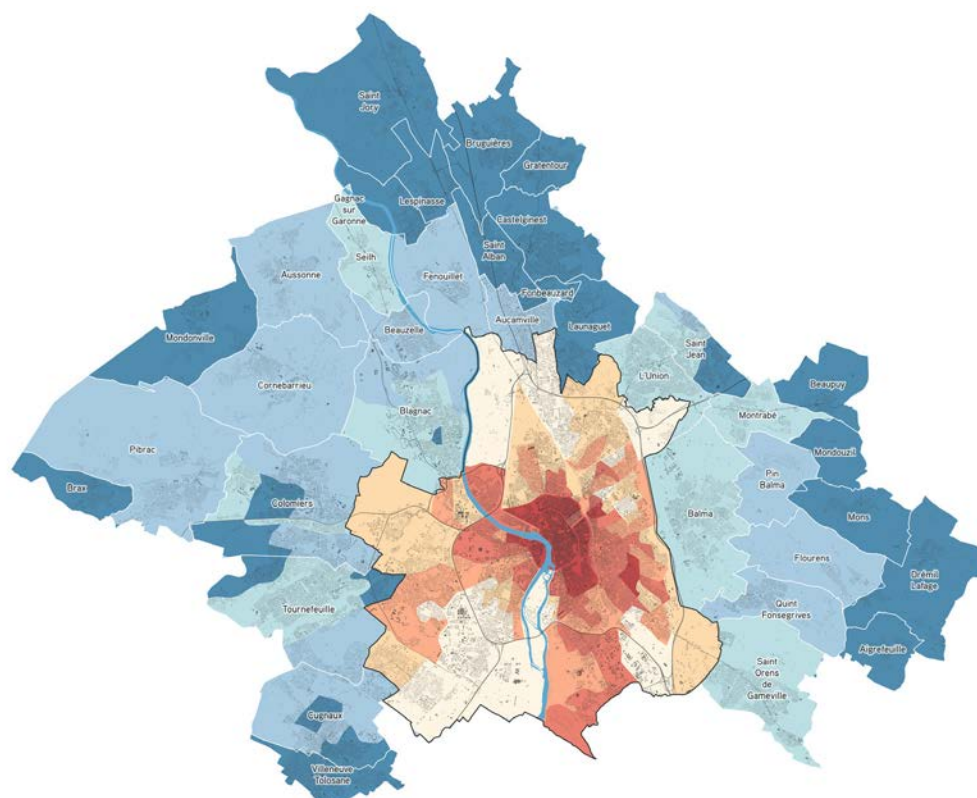 Saint
Jory
Bruguières
Gratentour
Lespinasse
Gagnac
sur
Garonne
Castelginest
Saint
Alban
Seilh
Aussonne
Fenouillet
Fonbeauzard
Aucamville
Launaguet
Mondonville
Beauzelle
Saint
Jean
L'Union
Beaupuy
Cornebarrieu
Blagnac
Montrabé
Pibrac
Mondouzil
Pin
Balma
Brax
Colomiers
Balma
Mons
Flourens
Drémil
Lafage
Tournefeuille
Quint
Fonsegrives
Aigrefeuille
Saint
Orens
de
Gameville
Cugnaux
Villeneuve
Tolosane